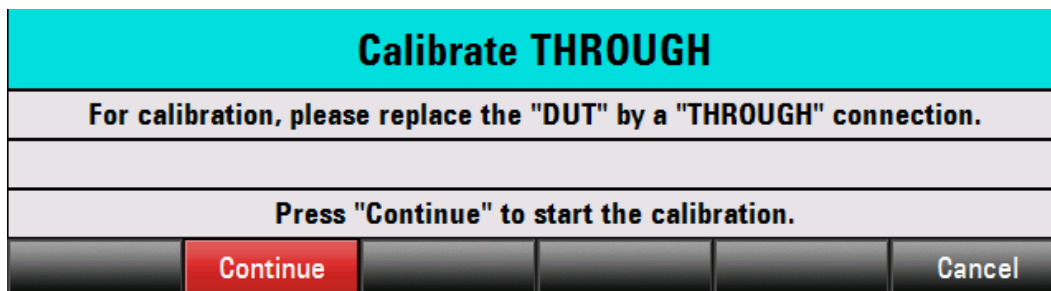 Calibrate THROUGH
For calibration, please replace the "DUT" by a "THROUGH" connection.
Press "Continue" to start the calibration.
Continue Cancel